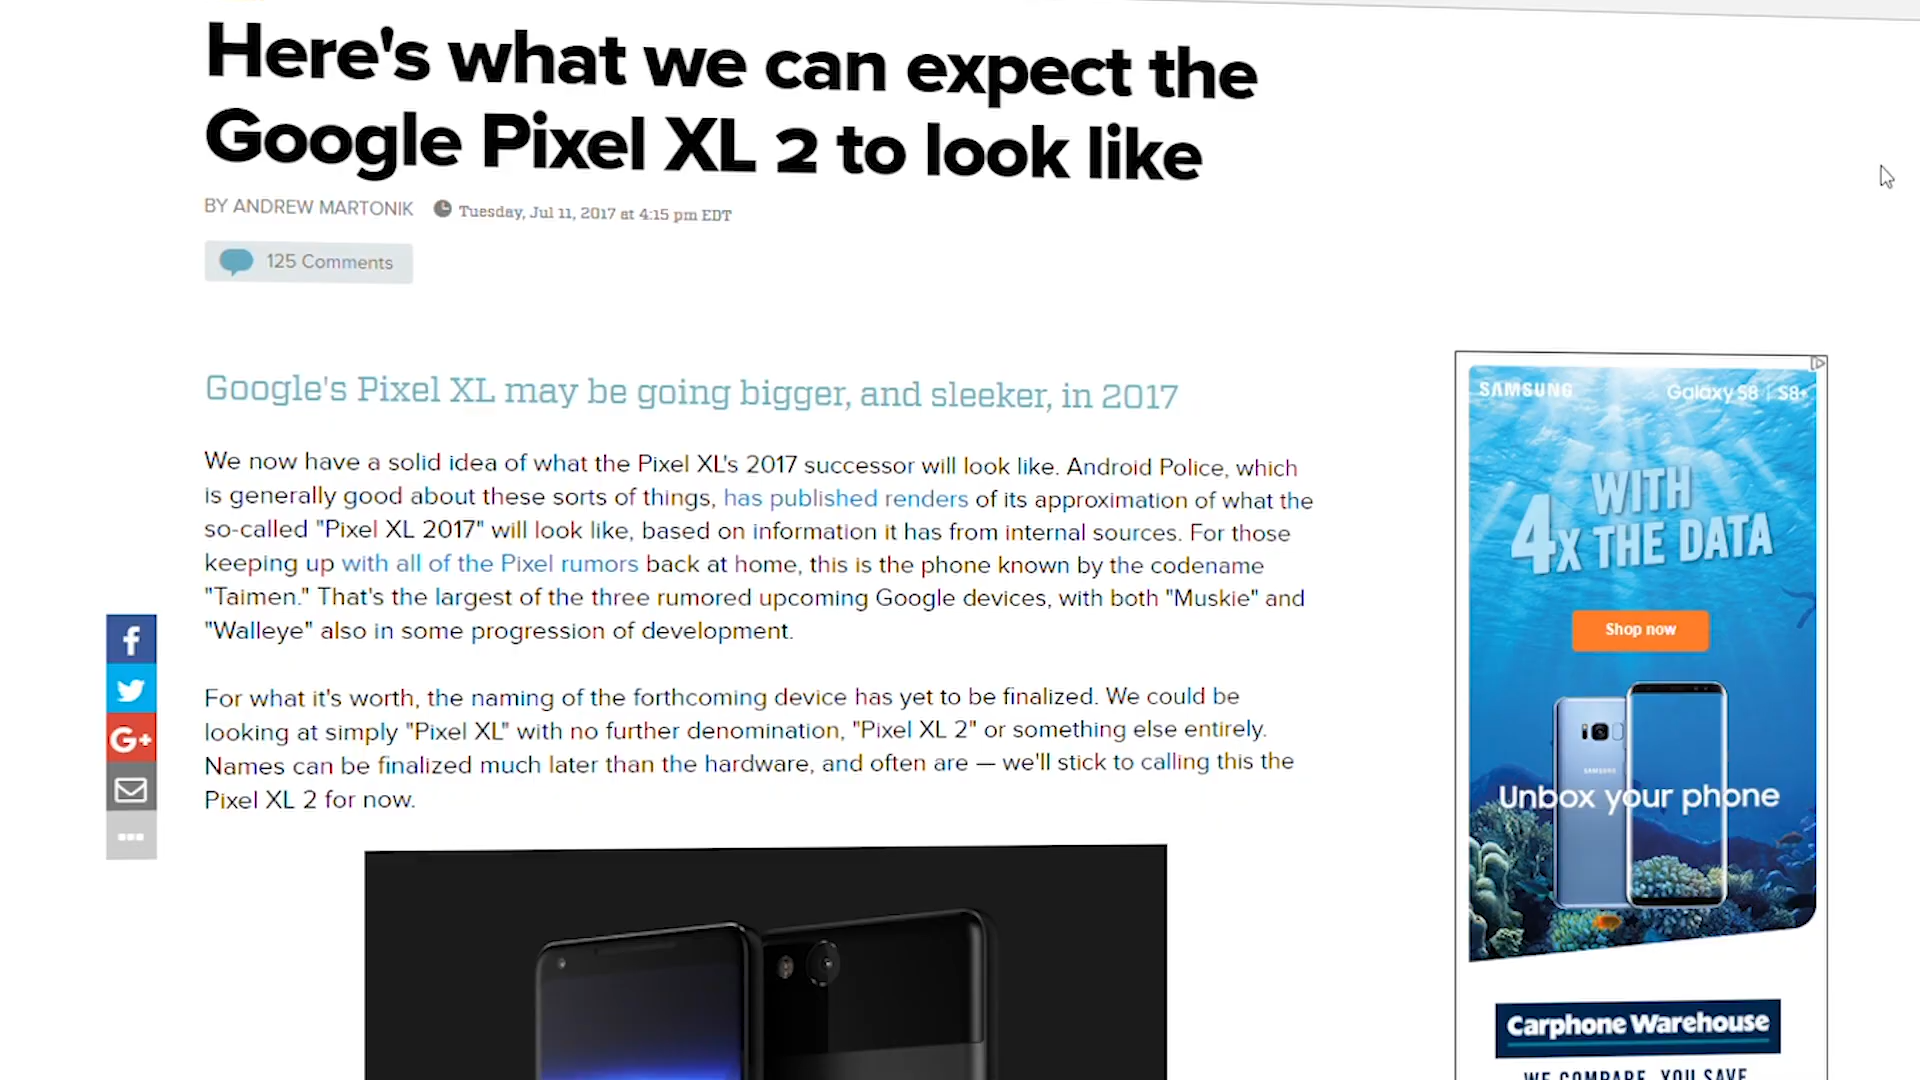 Here's what we can expect the
Google Pixel XL 2 to look like
BY ANDREW MARTONIK Tuesday, Jul 11, 2017 at 4:15 pm EDT
125 Comments
Google's Pixel XL may be going bigger, and sleeker, in 2017
We now have a solid idea of what the Pixel XL's 2017 successor will look like. Android Police, which
is generally good about these sorts of things, has published renders of its approximation of what the
so-called "Pixel XL 2017" will look like, based on information it has from internal sources. For those
keeping up with all of the Pixel rumors back at home, this is the phone known by the codename
"Taimen." That's the largest of the three rumored upcoming Google devices, with both "Muskie" and
"Walleye" also in some progression of development.
For what it's worth, the naming of the forthcoming device has yet to be finalized. We could be
looking at simply "Pixel XL" with no further denomination, "Pixel XL 2" or something else entirely.
Names can be finalized much later than the hardware, and often are — we'll stick to calling this the
Pixel XL 2 for now.
f
G+
SAMSUNG Galaxy S8 | S8+
WITH
4X THE DATA
Shop now
SAMSUNG
Unbox your phone
Carphone Warehouse
WE COMPARE, YOU SAVE